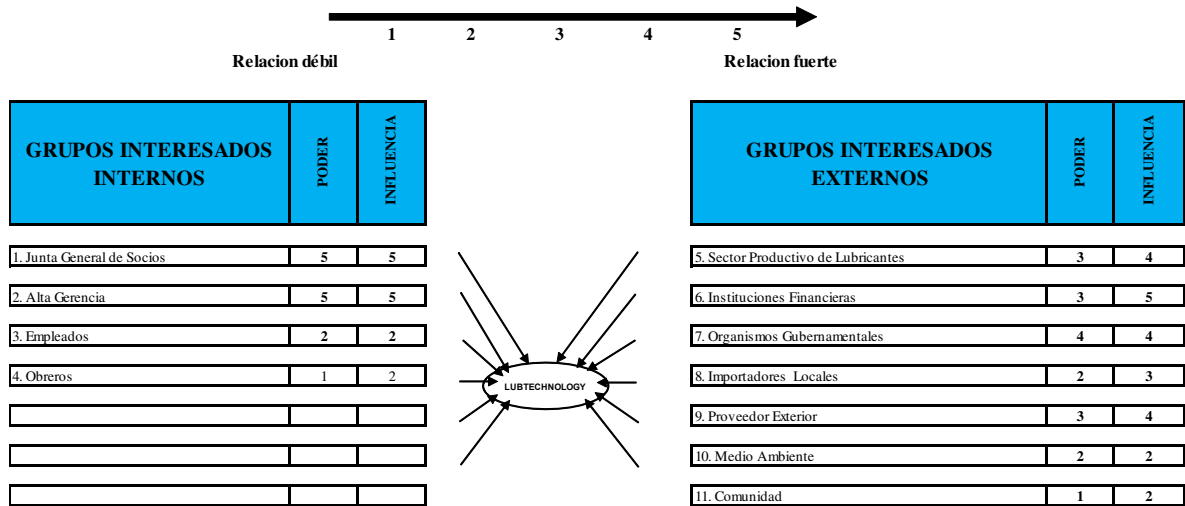 1 2 3 4 5
Relacion débil Relacion fuerte
GRUPOS INTERESADOS
INTERNOS
PODER
INFLUENCIA
1. Junta General de Socios 5 5
2. Alta Gerencia 5 5
3. Empleados 2 2
4. Obreros 1 2
LUBTECHNOLOGY
GRUPOS INTERESADOS
EXTERNOS
PODER
INFLUENCIA
5. Sector Productivo de Lubricantes 3 4
6. Instituciones Financieras 3 5
7. Organismos Gubernamentales 4 4
8. Importadores Locales 2 3
9. Proveedor Exterior 3 4
10. Medio Ambiente 2 2
11. Comunidad 1 2